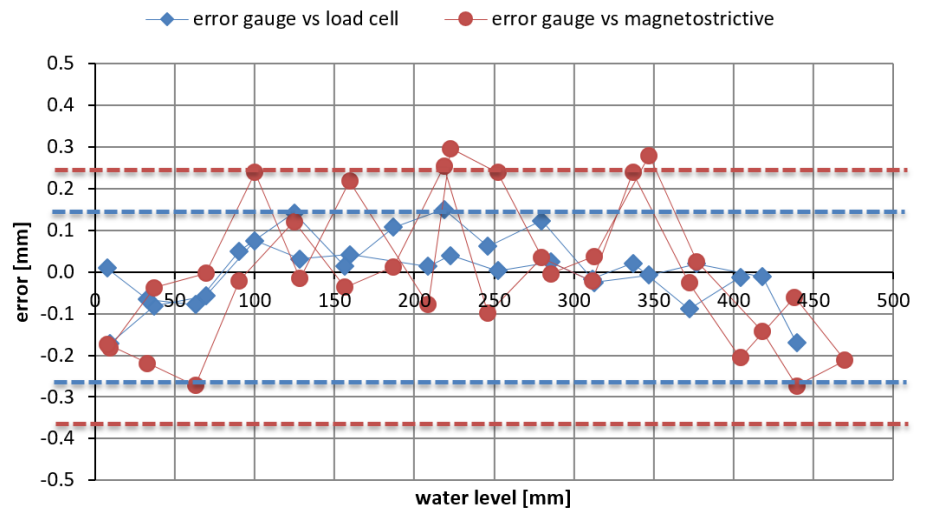 error gauge vs load cell error gauge vs magnetostrictive
0.5
0.4
0.3
0.2
0.1
0.0
0 50 100 150 200 250 300 350 400 450 500
-0.1
-0.2
-0.3
-0.4
-0.5
error [mm]
water level [mm]